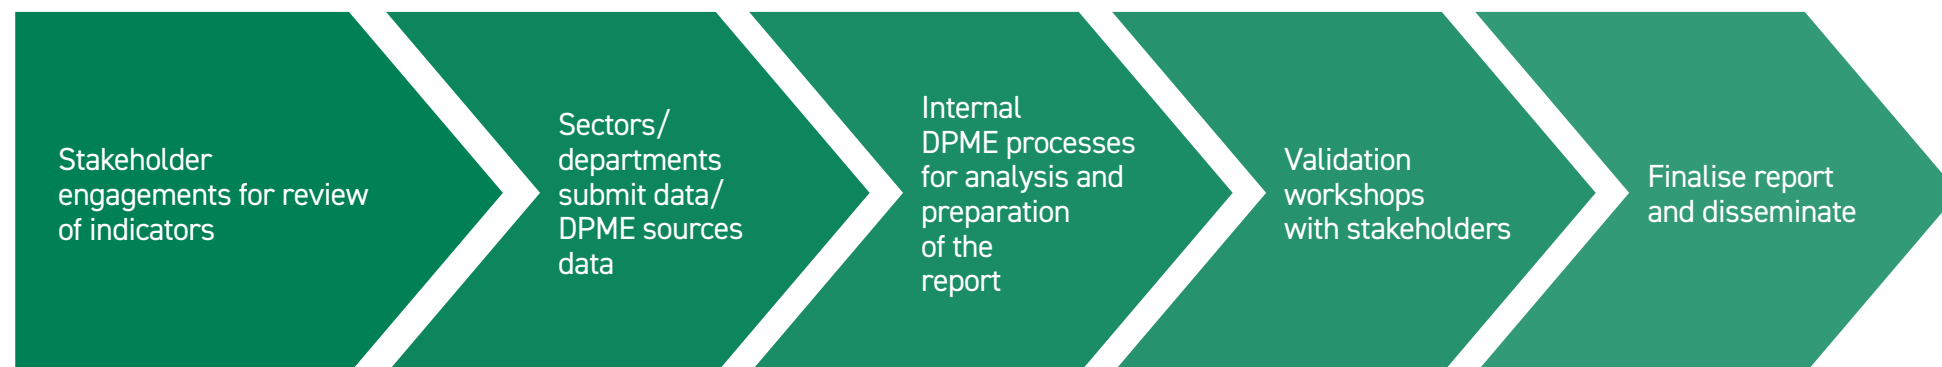 Stakeholder
engagements for review
of indicators
Sectors/
departments
submit data/
DPME sources
data
Internal
DPME processes
for analysis and
preparation
of the
report
Validation
workshops
with stakeholders
Finalise report
and disseminate